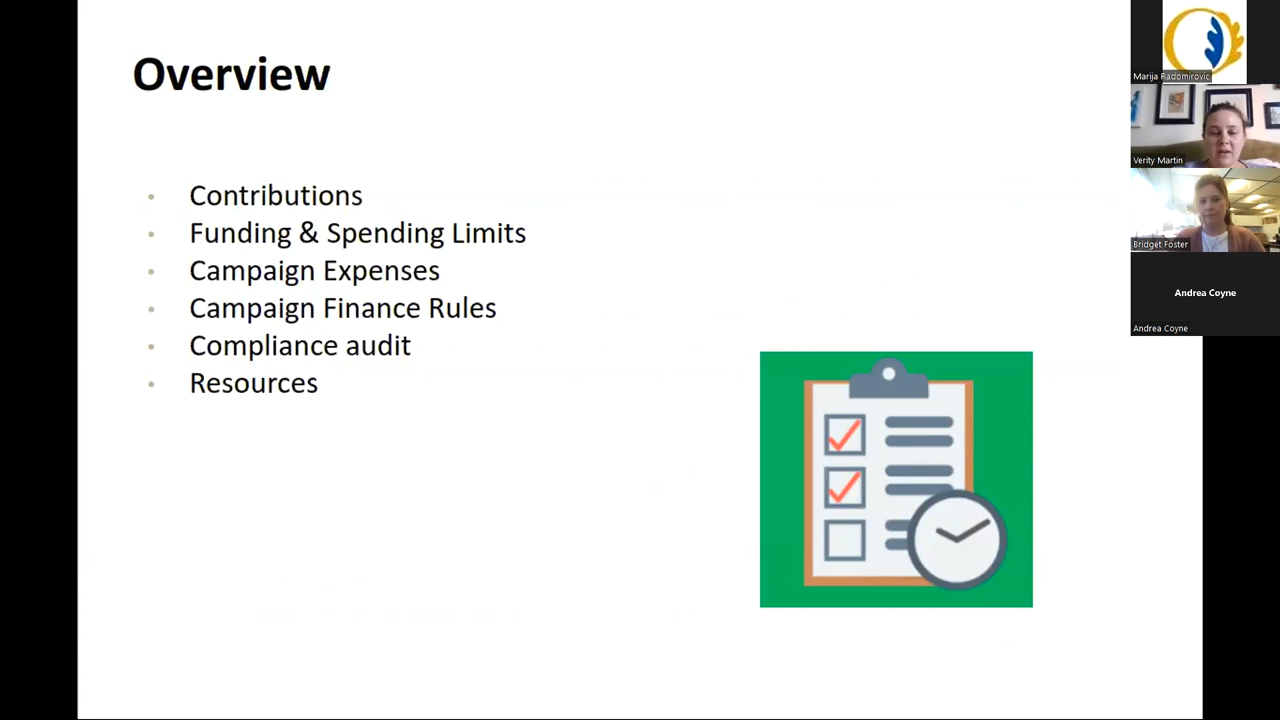 Overview
Contributions
Funding & Spending Limits
Campaign Expenses
Campaign Finance Rules
Compliance audit
Resources
Marija Radomirovic
Verity Martin
Bridget Foster
Andrea Coyne
Andrea Coyne